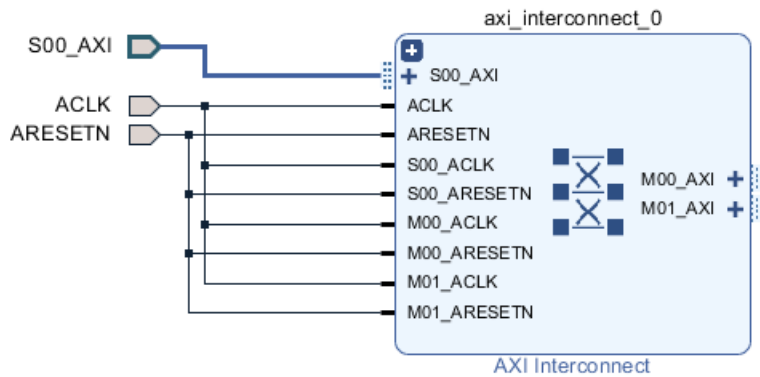 axi_interconnect_0
S00_AXI
ACLK
ARESETN
S00_AXI
ACLK
ARESETN
S00_ACLK
S00_ARESETN
M00_ACLK
M00_ARESETN
M01_ACLK
M01_ARESETN
M00_AXI
M01_AXI
AXI Interconnect